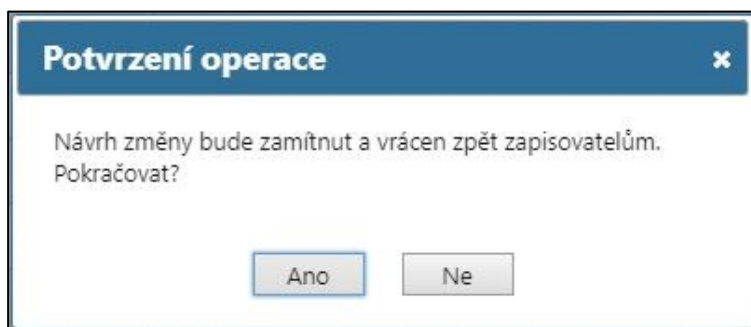 Potvrzení operace
Návrh změny bude zamítnut a vrácen zpět zapisovatelům.
Pokračovat?
Ano
Ne